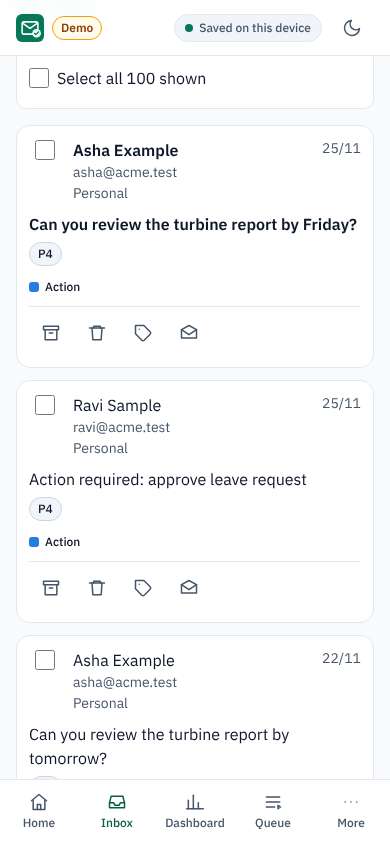 Demo
Saved on this device
Select all 100 shown
Asha Example
25/11
asha@acme.test
Personal
Can you review the turbine report by Friday?
P4
Action
Ravi Sample
25/11
ravi@acme.test
Personal
Action required: approve leave request
P4
Action
Asha Example
22/11
asha@acme.test
Personal
Can you review the turbine report by
tomorrow?
Home
Inbox
Dashboard
Queue
More